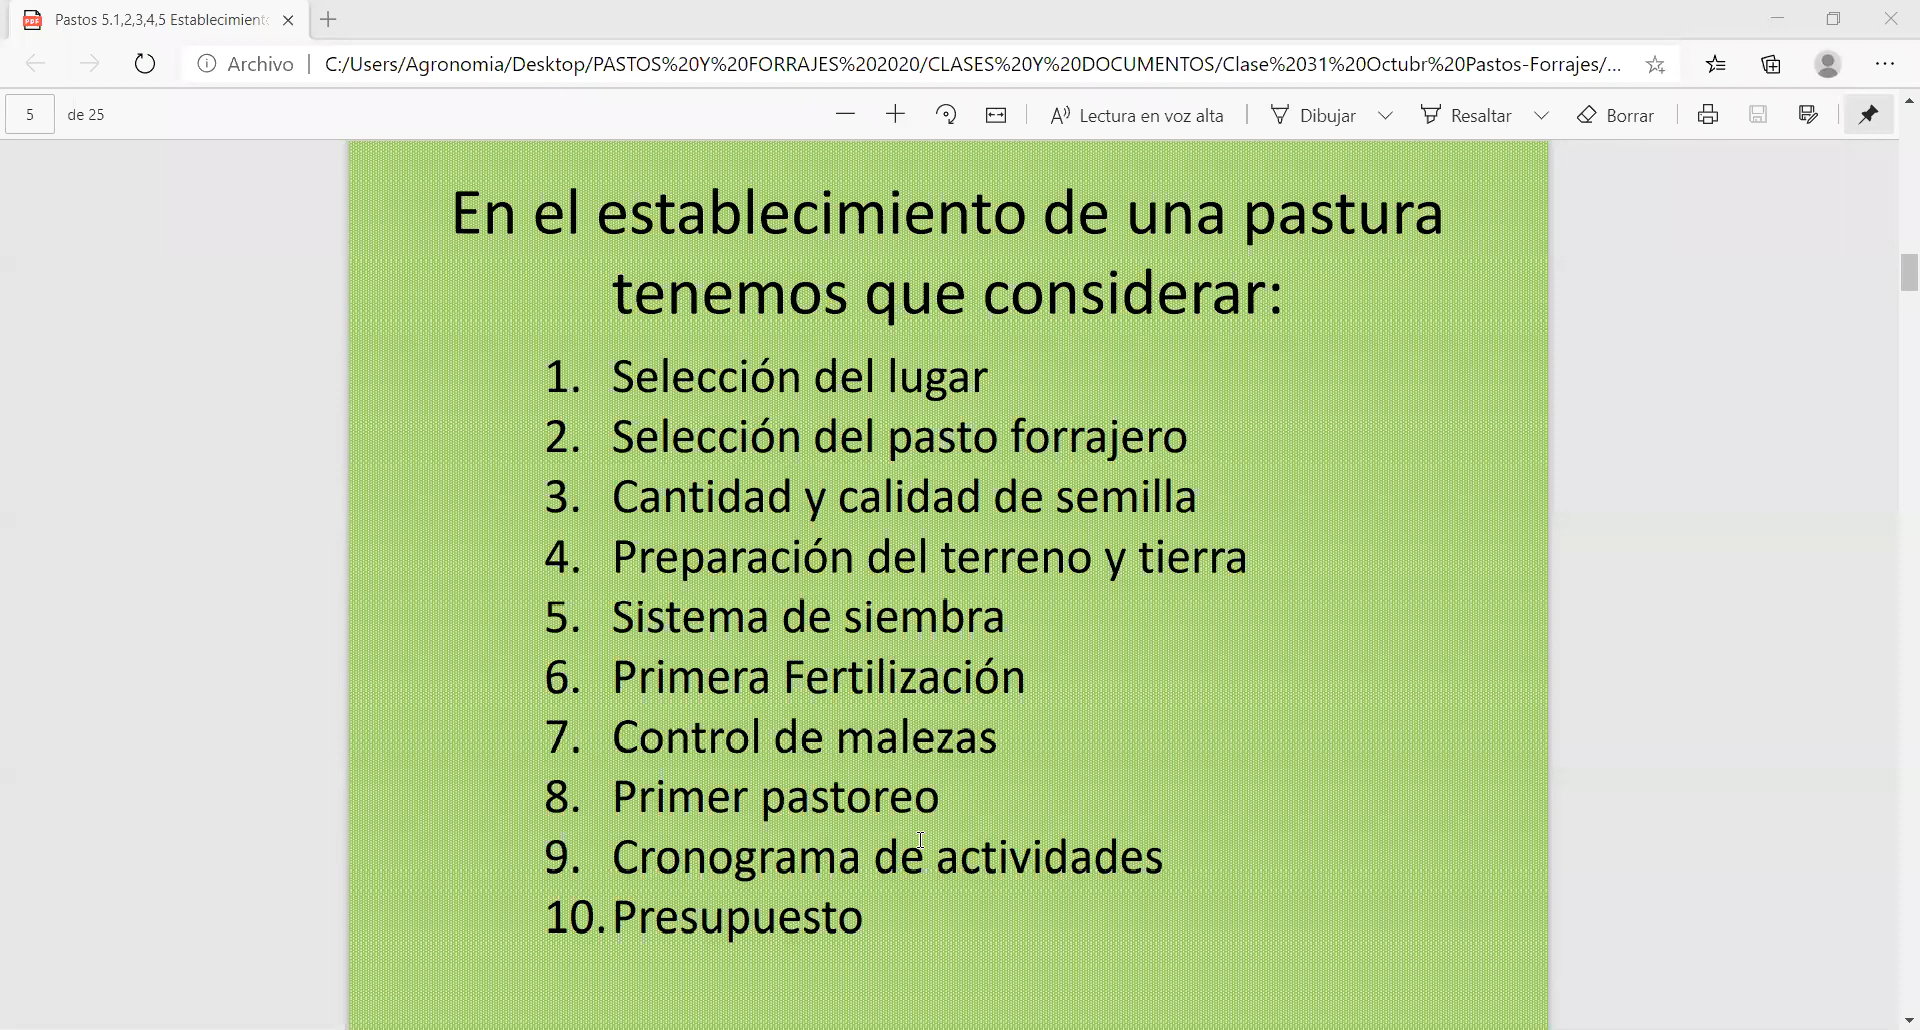 Pastos 5.1,2,3,4,5 Establecimient
Archivo | C:/Users/Agronomia/Desktop/PASTOS%20Y%20FORRAJES%202020/CLASES%20Y%20DOCUMENTOS/Clase%2031%20Octubr%20Pastos-Forrajes/...
5 de 25
Lectura en voz alta
Dibujar
Resaltar
Borrar
En el establecimiento de una pastura
tenemos que considerar:
1. Selección del lugar
2. Selección del pasto forrajero
3. Cantidad y calidad de semilla
4. Preparación del terreno y tierra
5. Sistema de siembra
6. Primera Fertilización
7. Control de malezas
8. Primer pastoreo
9. Cronograma de actividades
10. Presupuesto